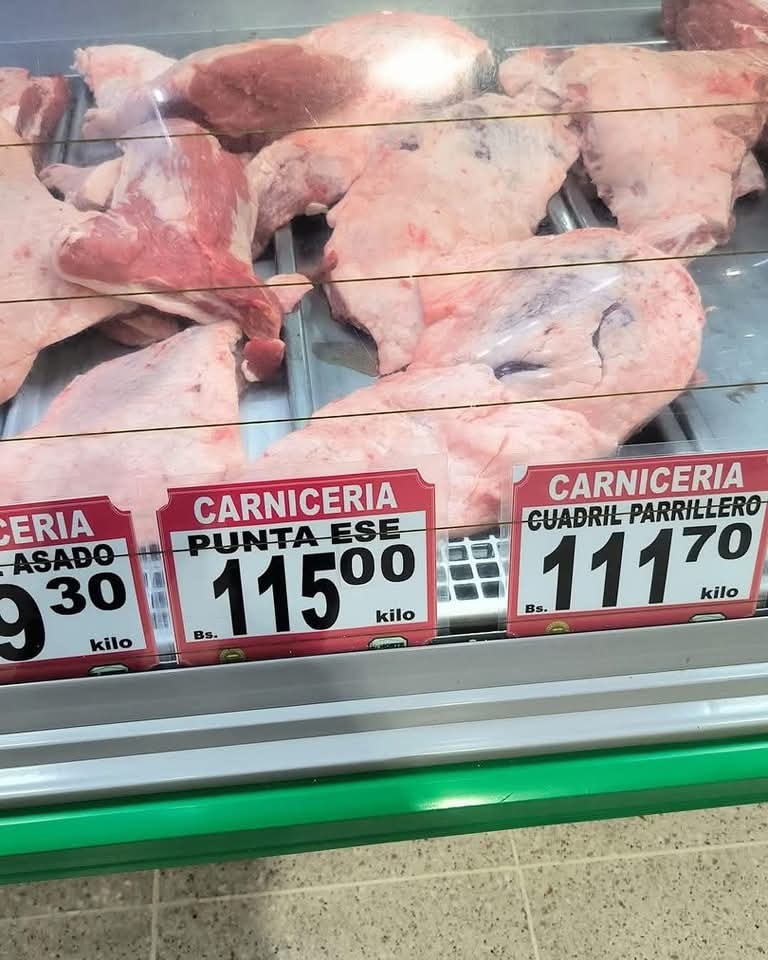 CERIA
. ASADO
9 30
kilo
CARNICERIA
PUNTA ESE
115 00
Bs. kilo
CARNICERIA
CUADRIL PARRILLERO
111 70
Bs. kilo